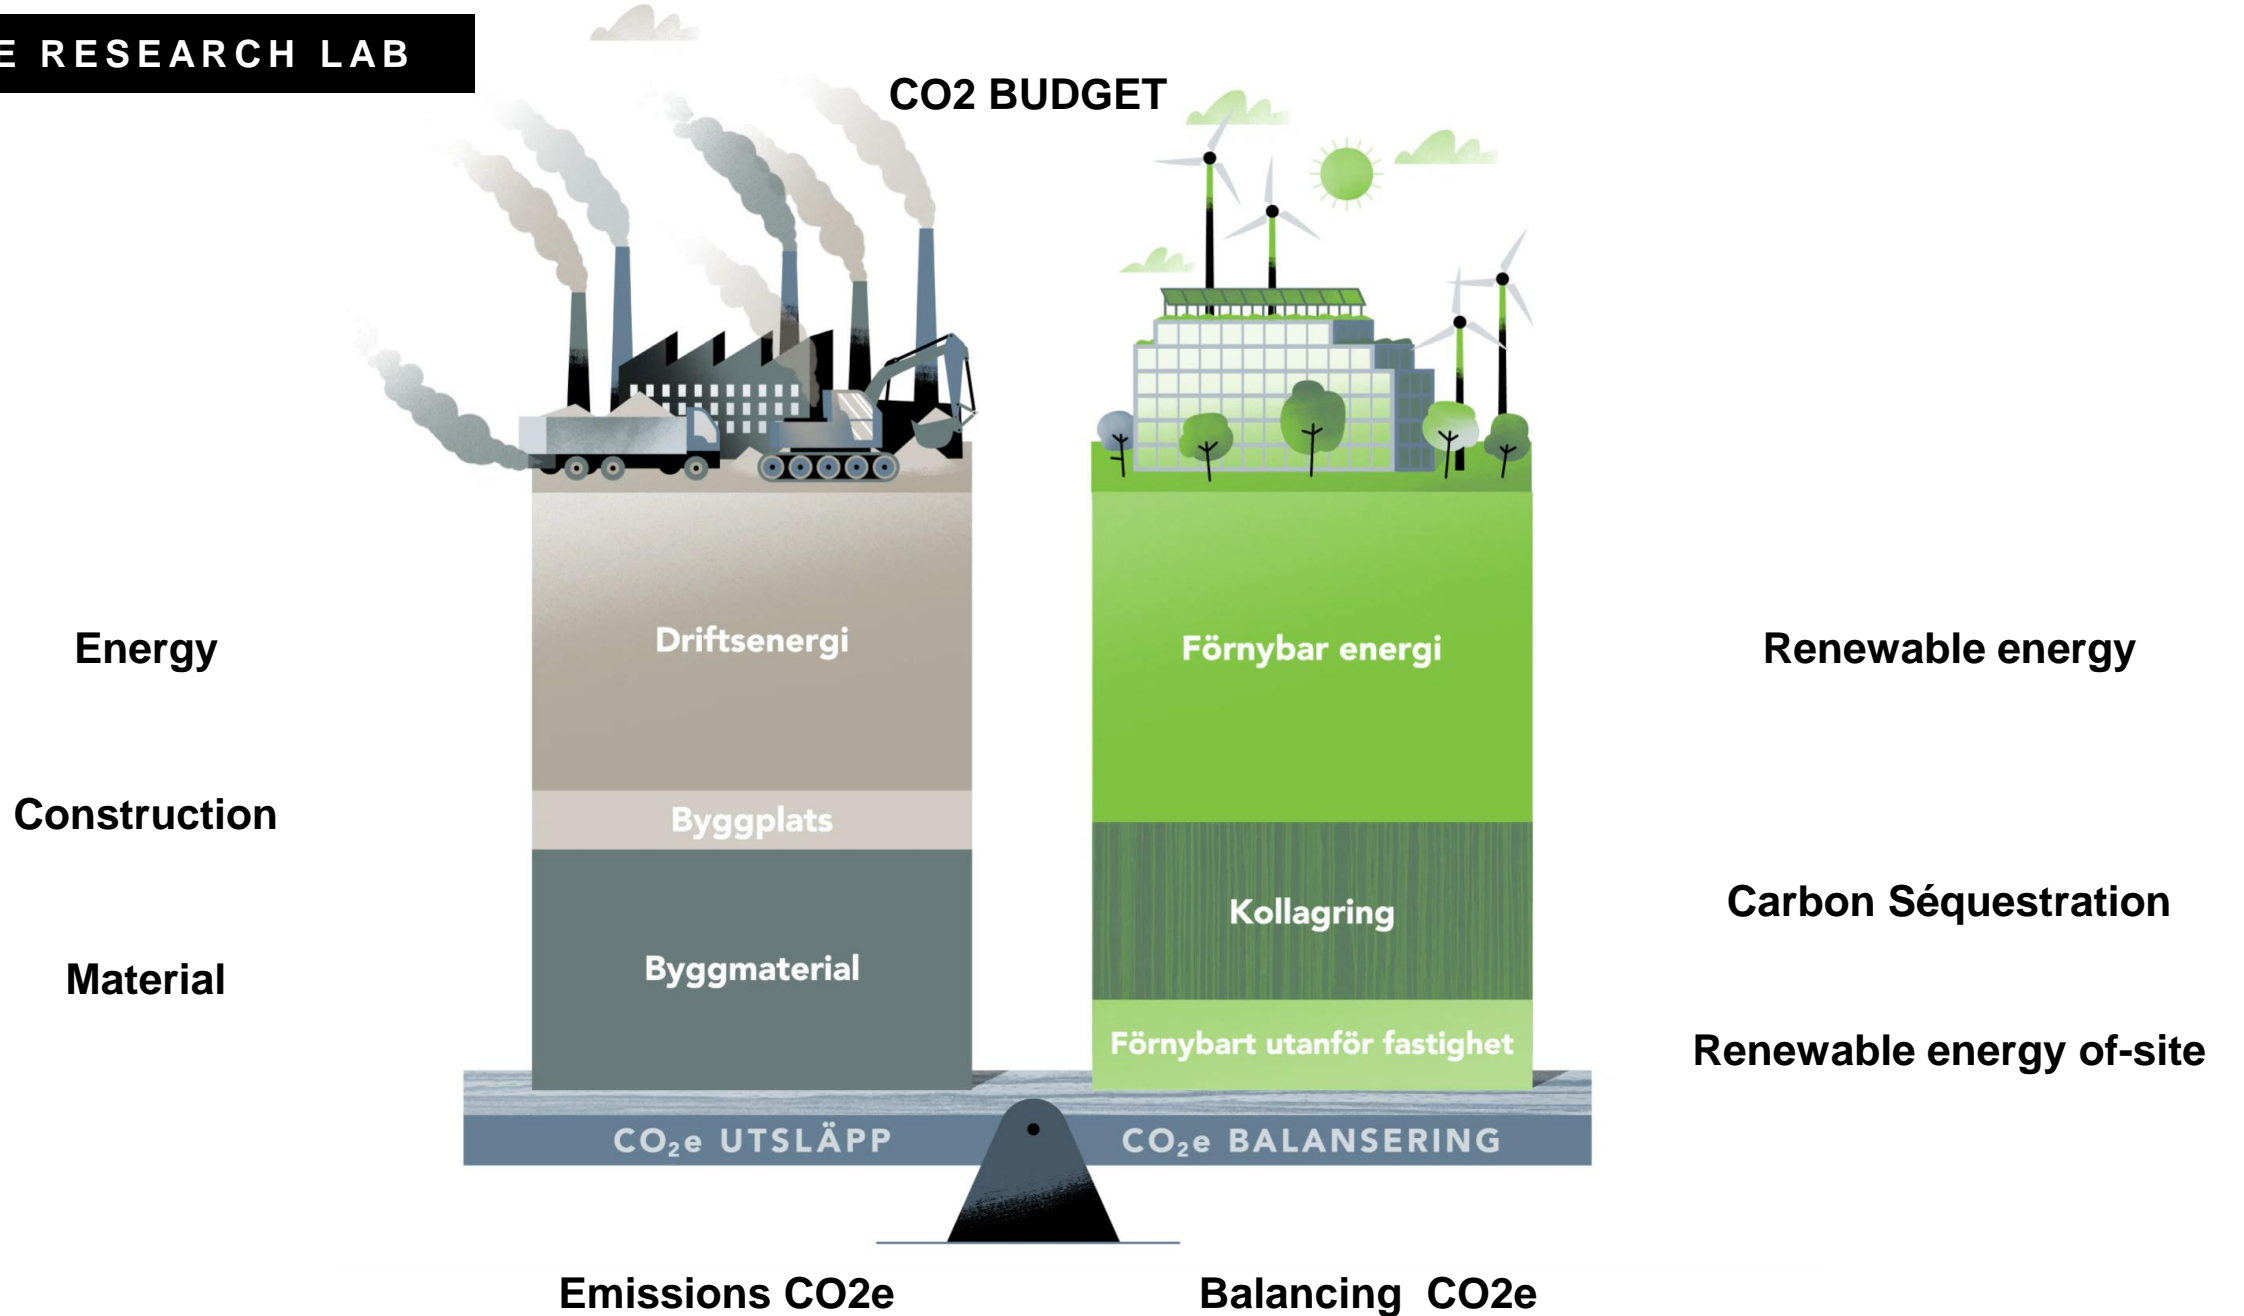 E RESEARCH LAB
CO2 BUDGET
Energy
Driftsenergi
Förnybar energi
Renewable energy
Construction
Byggplats
Kollagring
Carbon Séquestration
Material
Byggmaterial
Förnybart utanför fastighet
Renewable energy of-site
CO₂e UTSLÄPP
CO₂e BALANSERING
Emissions CO2e
Balancing CO2e